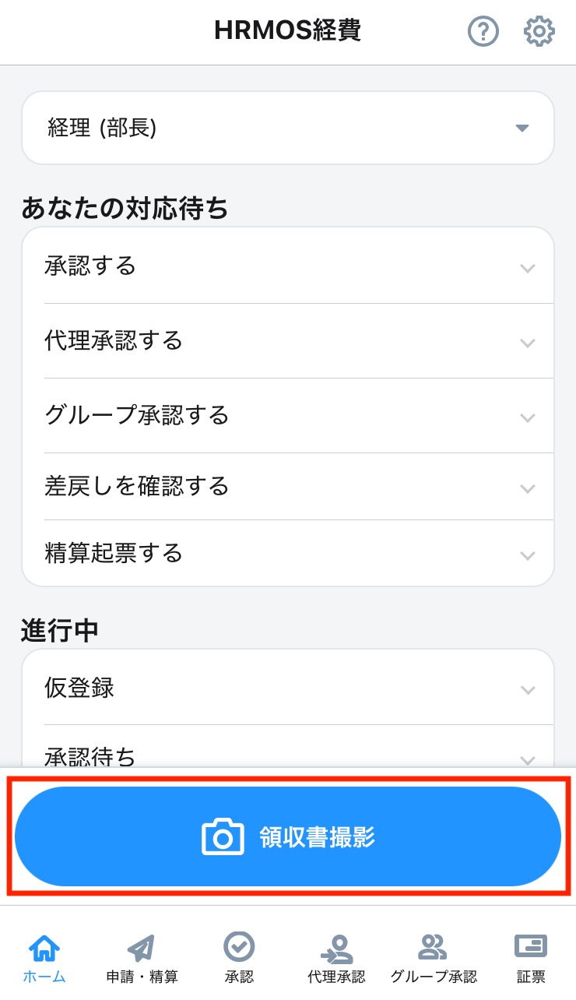 HRMOS経費
?
経理 (部長)
あなたの対応待ち
承認する
代理承認する
グループ承認する
差戻しを確認する
精算起票する
進行中
仮登録
承認待ち
領収書撮影
ホーム
申請・精算
承認
代理承認
グループ承認
証票